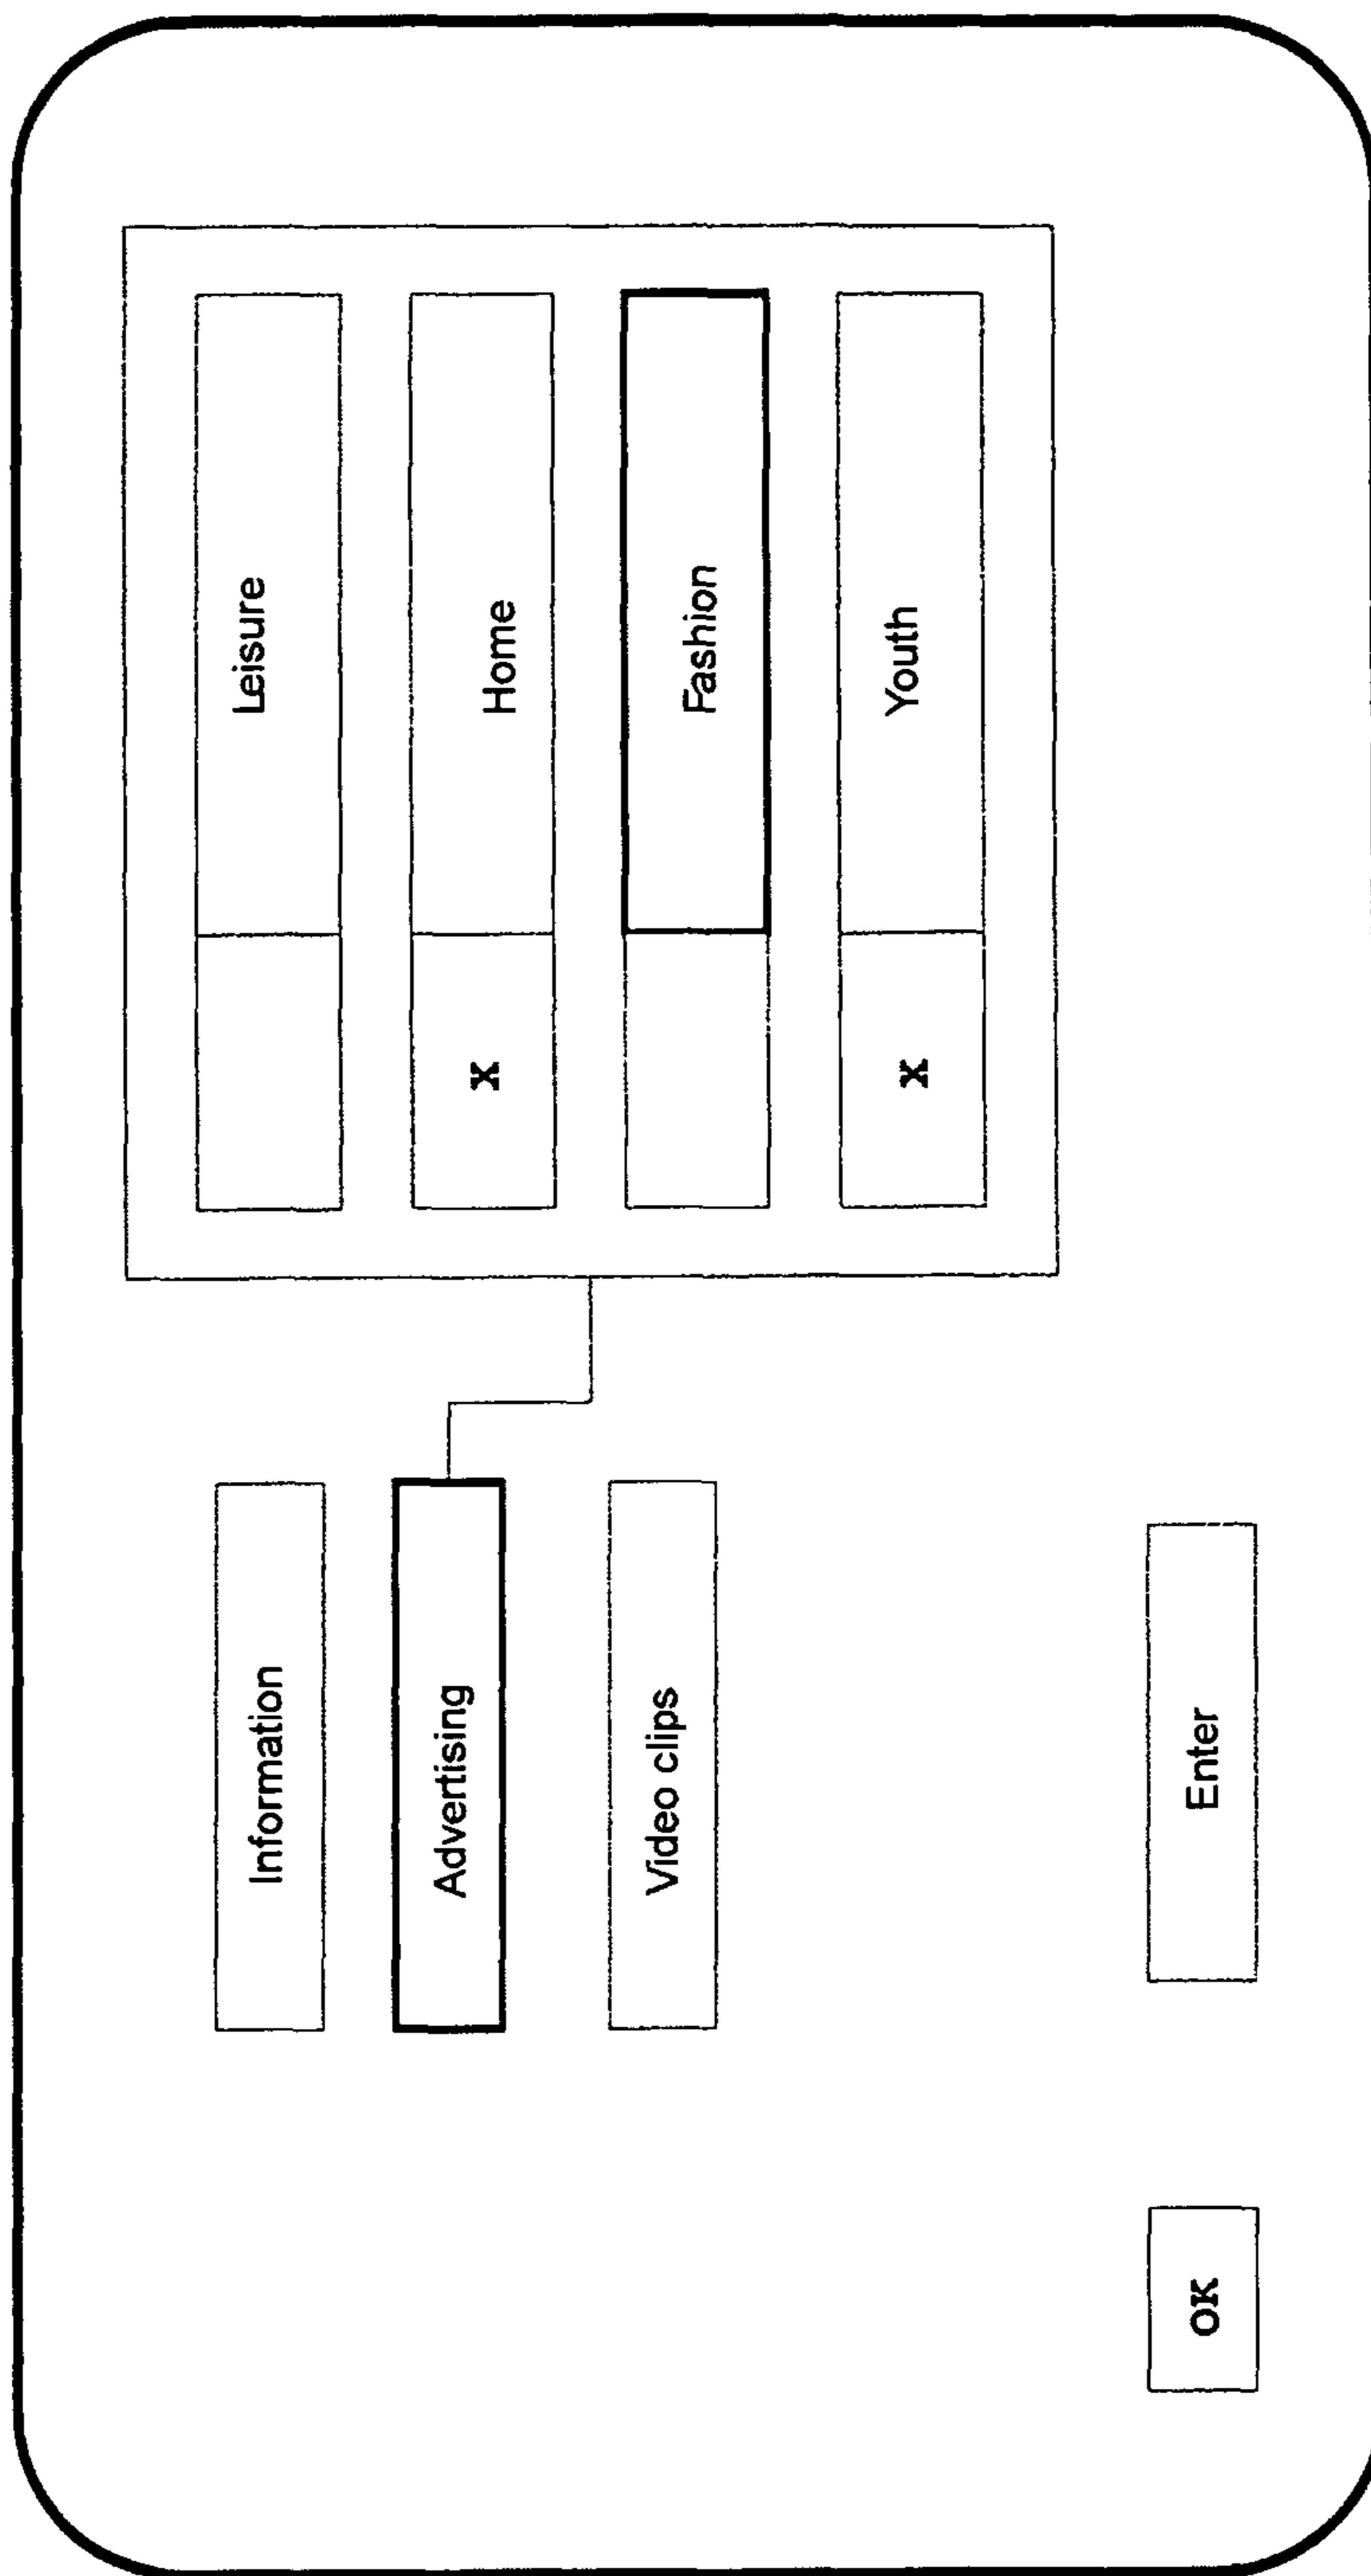 Information
Advertising
Video clips
Leisure
X Home
Fashion
X Youth
OK
Enter